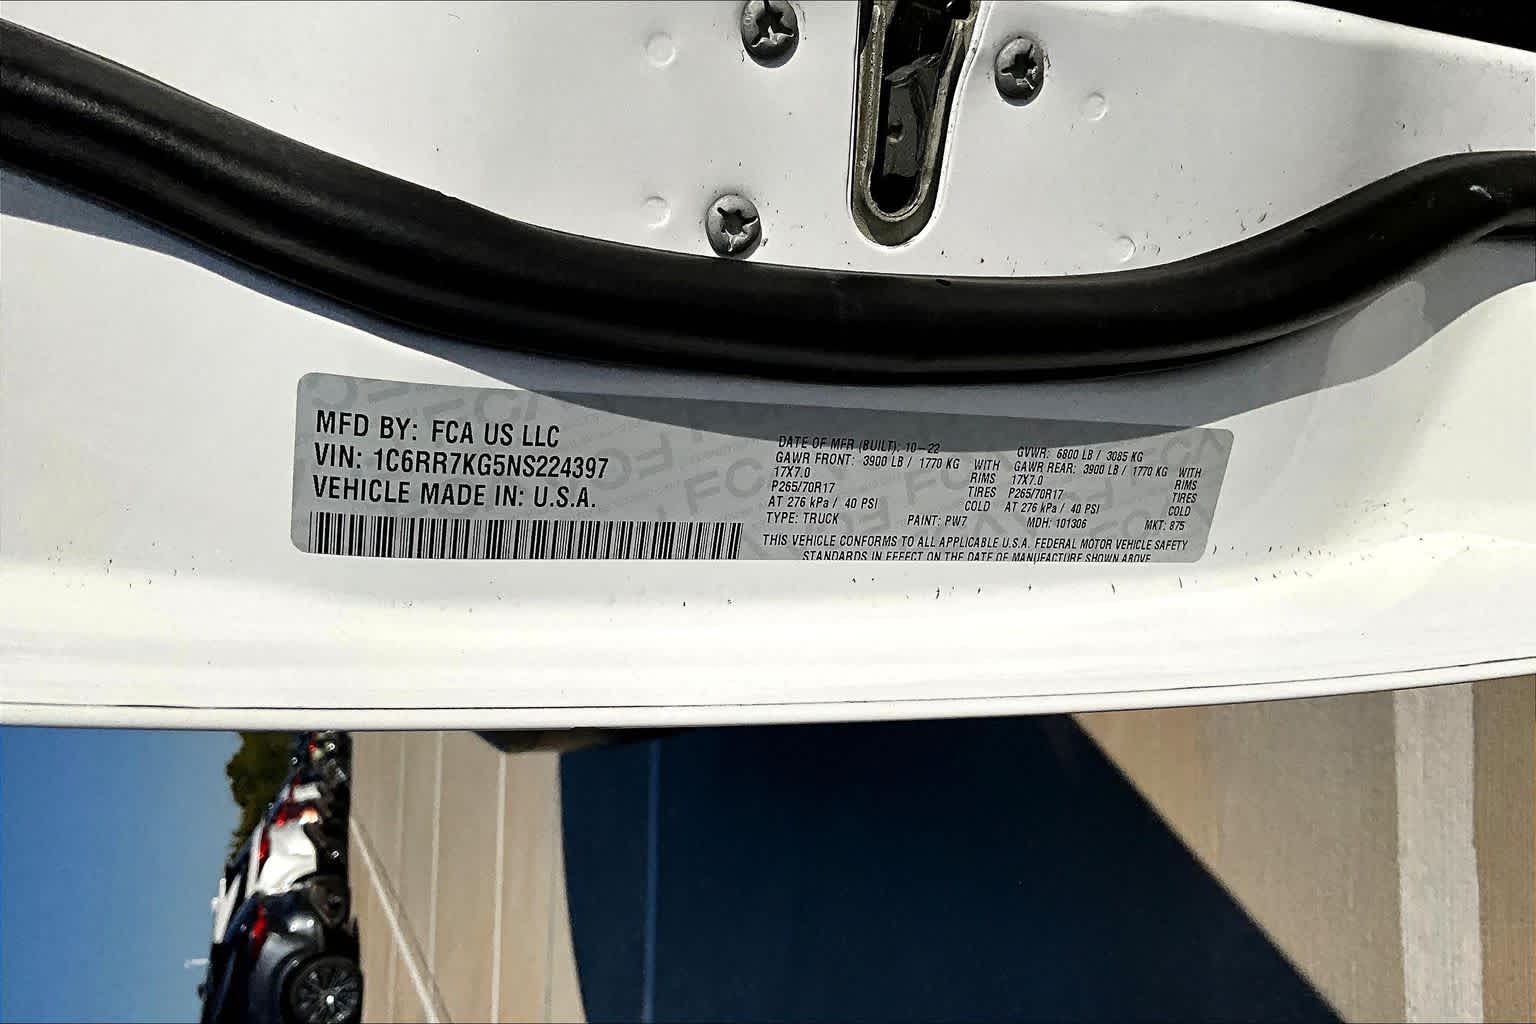 MFD BY: FCA US LLC
VIN: 1C6RR7KG5NS224397
VEHICLE MADE IN: U.S.A.
DATE OF MFR (BUILT): 10-22 GVWR: 6800 LB / 3085 KG
GAWR FRONT: 3900 LB / 1770 KG WITH GAWR REAR: 3900 LB / 1770 KG WITH
17X7.0 RIMS 17X7.0 RIMS
P265/70R17 TIRES P265/70R17 TIRES
AT 276 kPa / 40 PSI COLD AT 276 kPa / 40 PSI COLD
TYPE: TRUCK PAINT: PW7 MDH: 101306 MKT: 875
THIS VEHICLE CONFORMS TO ALL APPLICABLE U.S.A. FEDERAL MOTOR VEHICLE SAFETY
STANDARDS IN EFFECT ON THE DATE OF MANUFACTURE SHOWN ABOVE